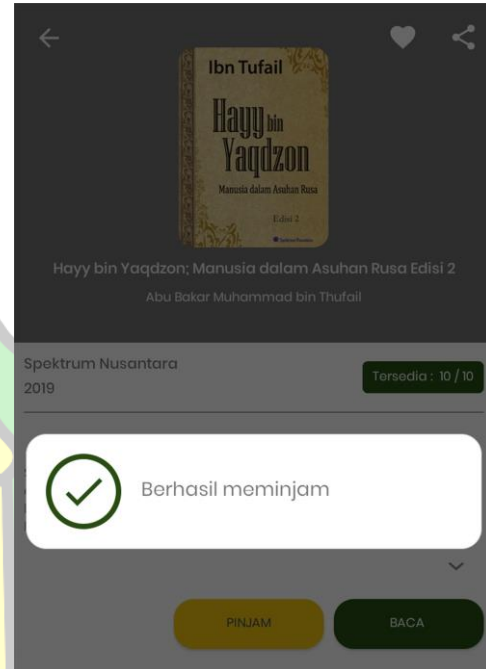 Ibn Tufail
Hayy bin
Yaqdzon
Manusia dalam Asuhan Rusa
Edisi 2
Hayy bin Yaqdzon; Manusia dalam Asuhan Rusa Edisi 2
Abu Bakar Muhammad bin Thufail
Spektrum Nusantara
2019
Tersedia : 10 / 10
Berhasil meminjam
PINJAM
BACA